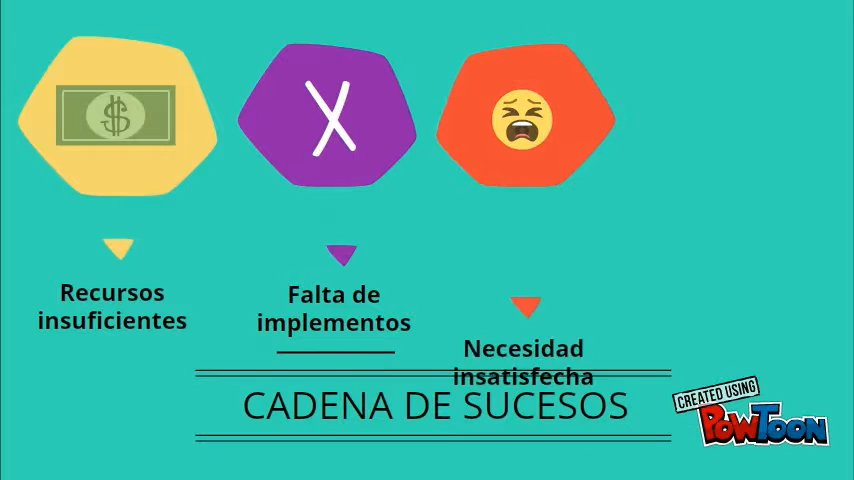 Recursos
insuficientes
Falta de
implementos
Necesidad
insatisfecha
CADENA DE SUCESOS
CREATED USING
POWTOON